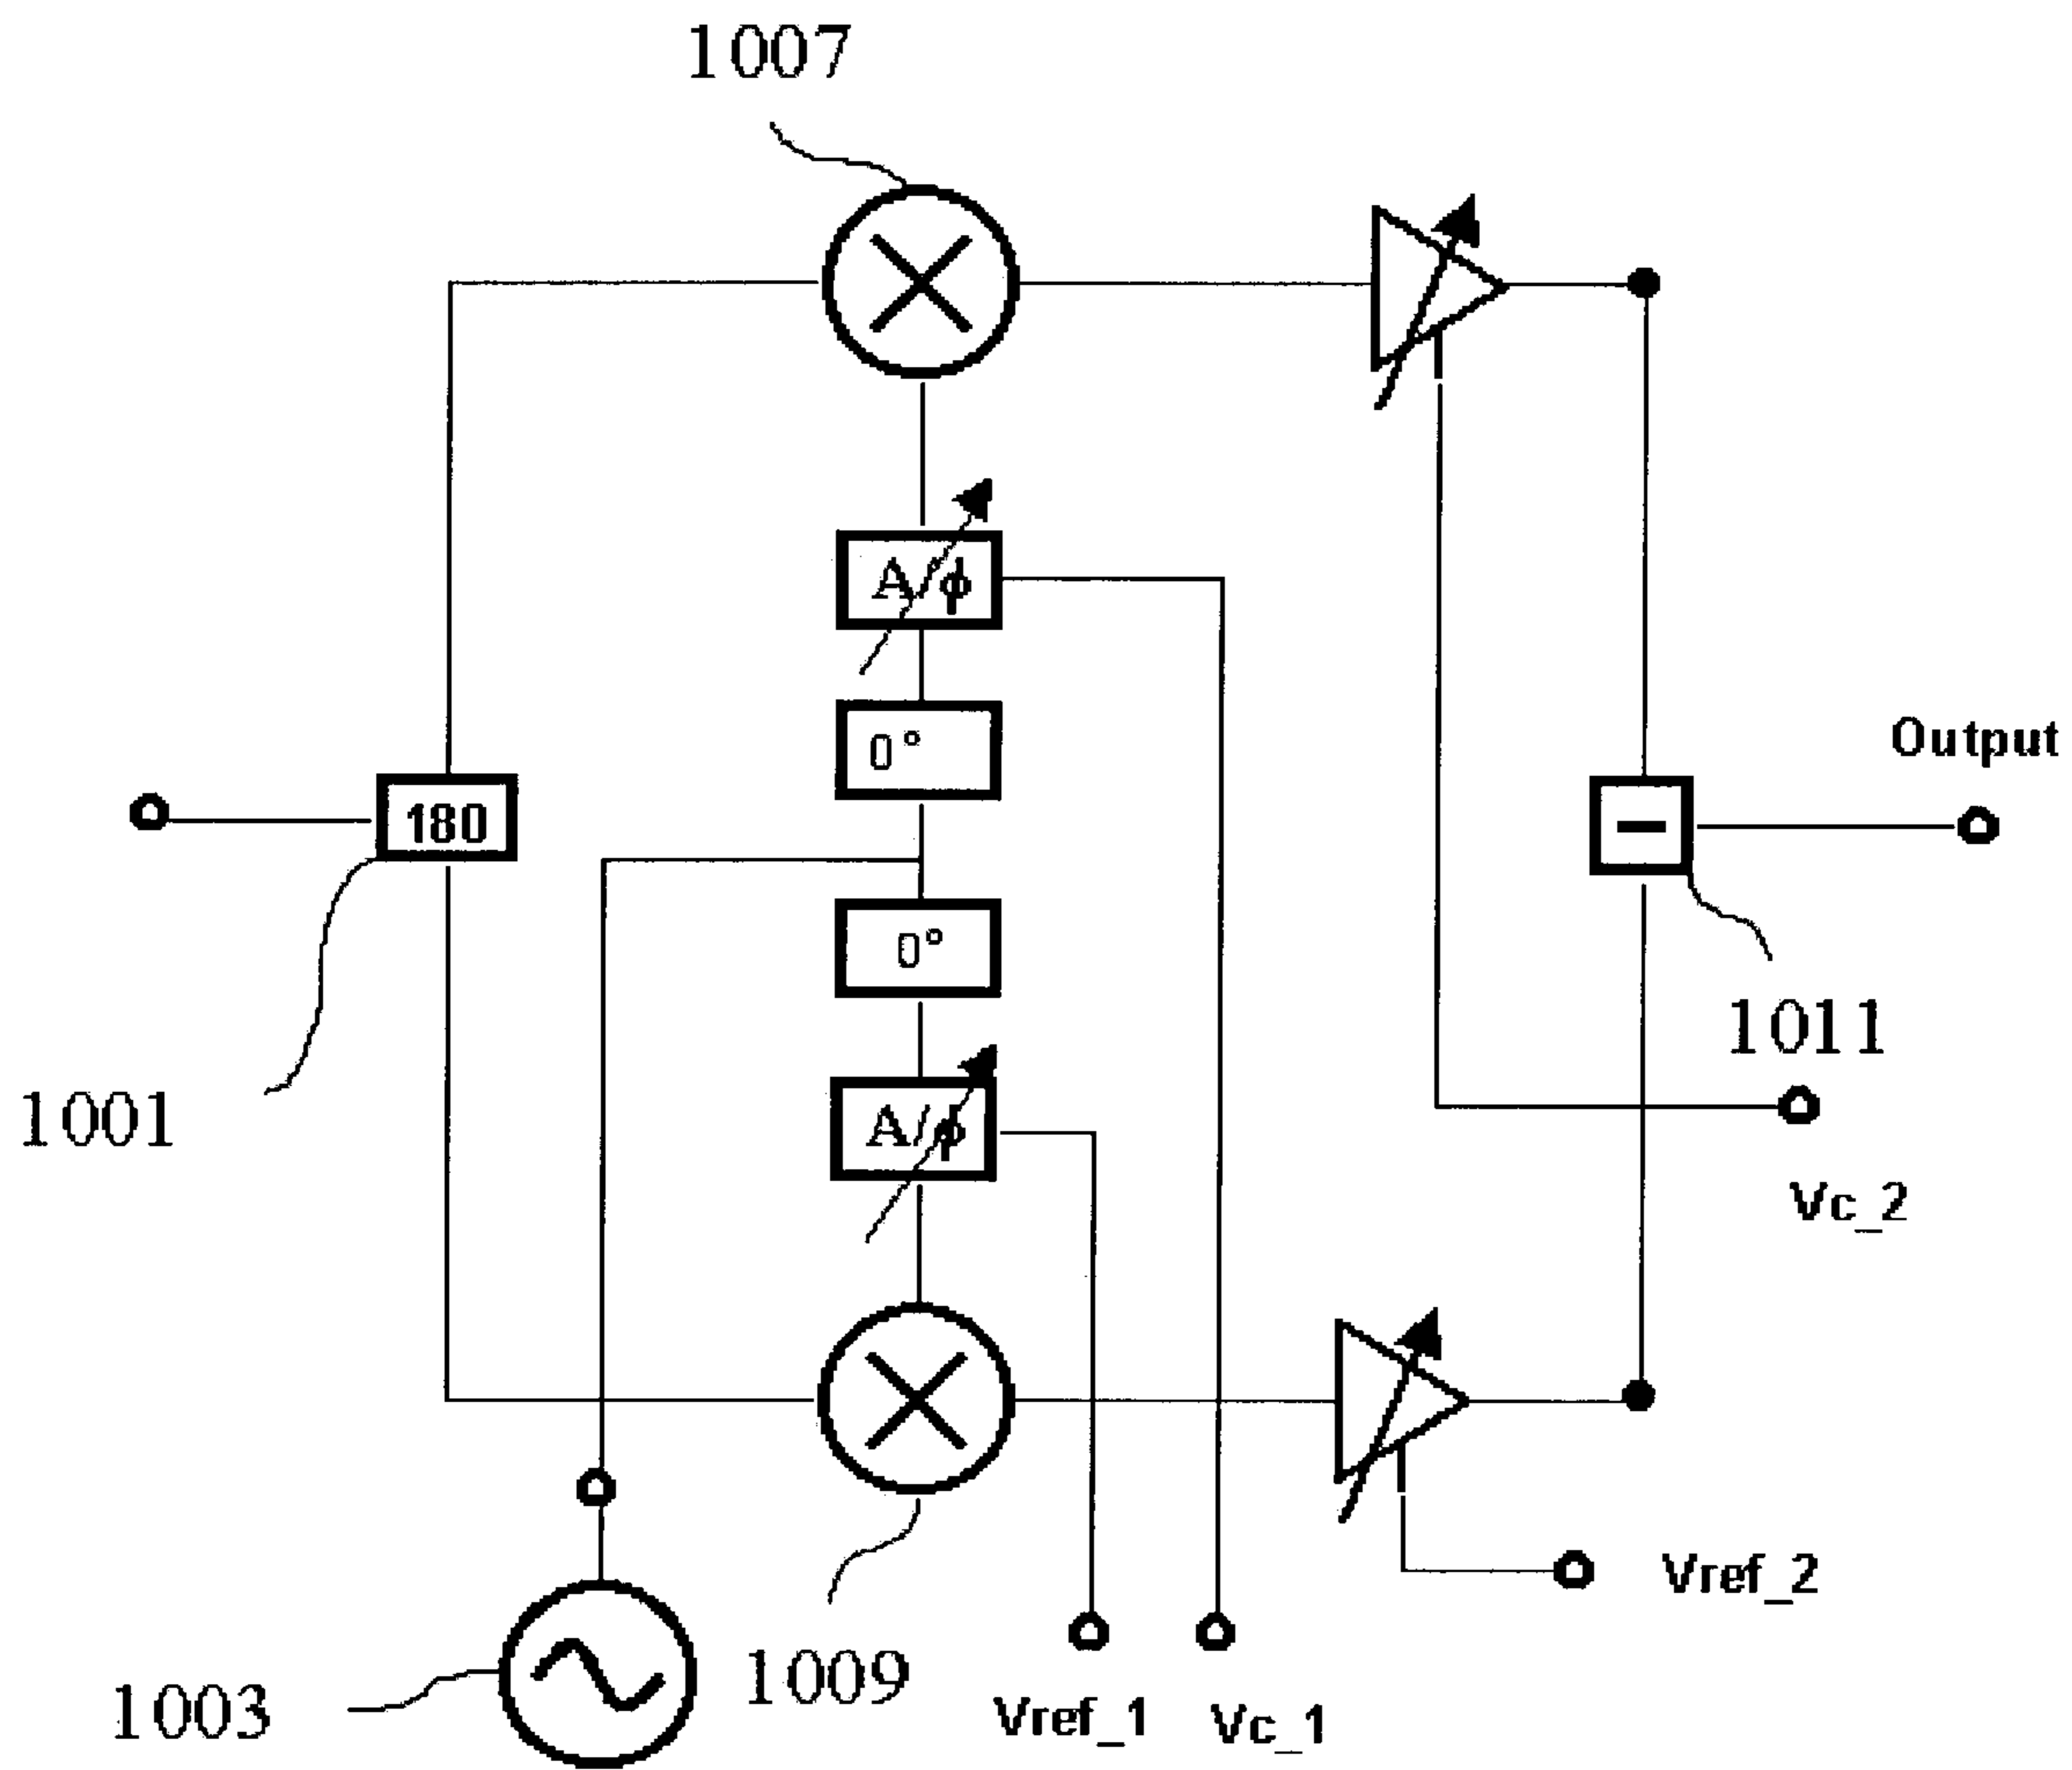 1007
A/ϕ
0°
Output
180
0°
1011
1001
A/ϕ
Vc_2
Vref_2
1009
1003
Vref_1
Vc_1